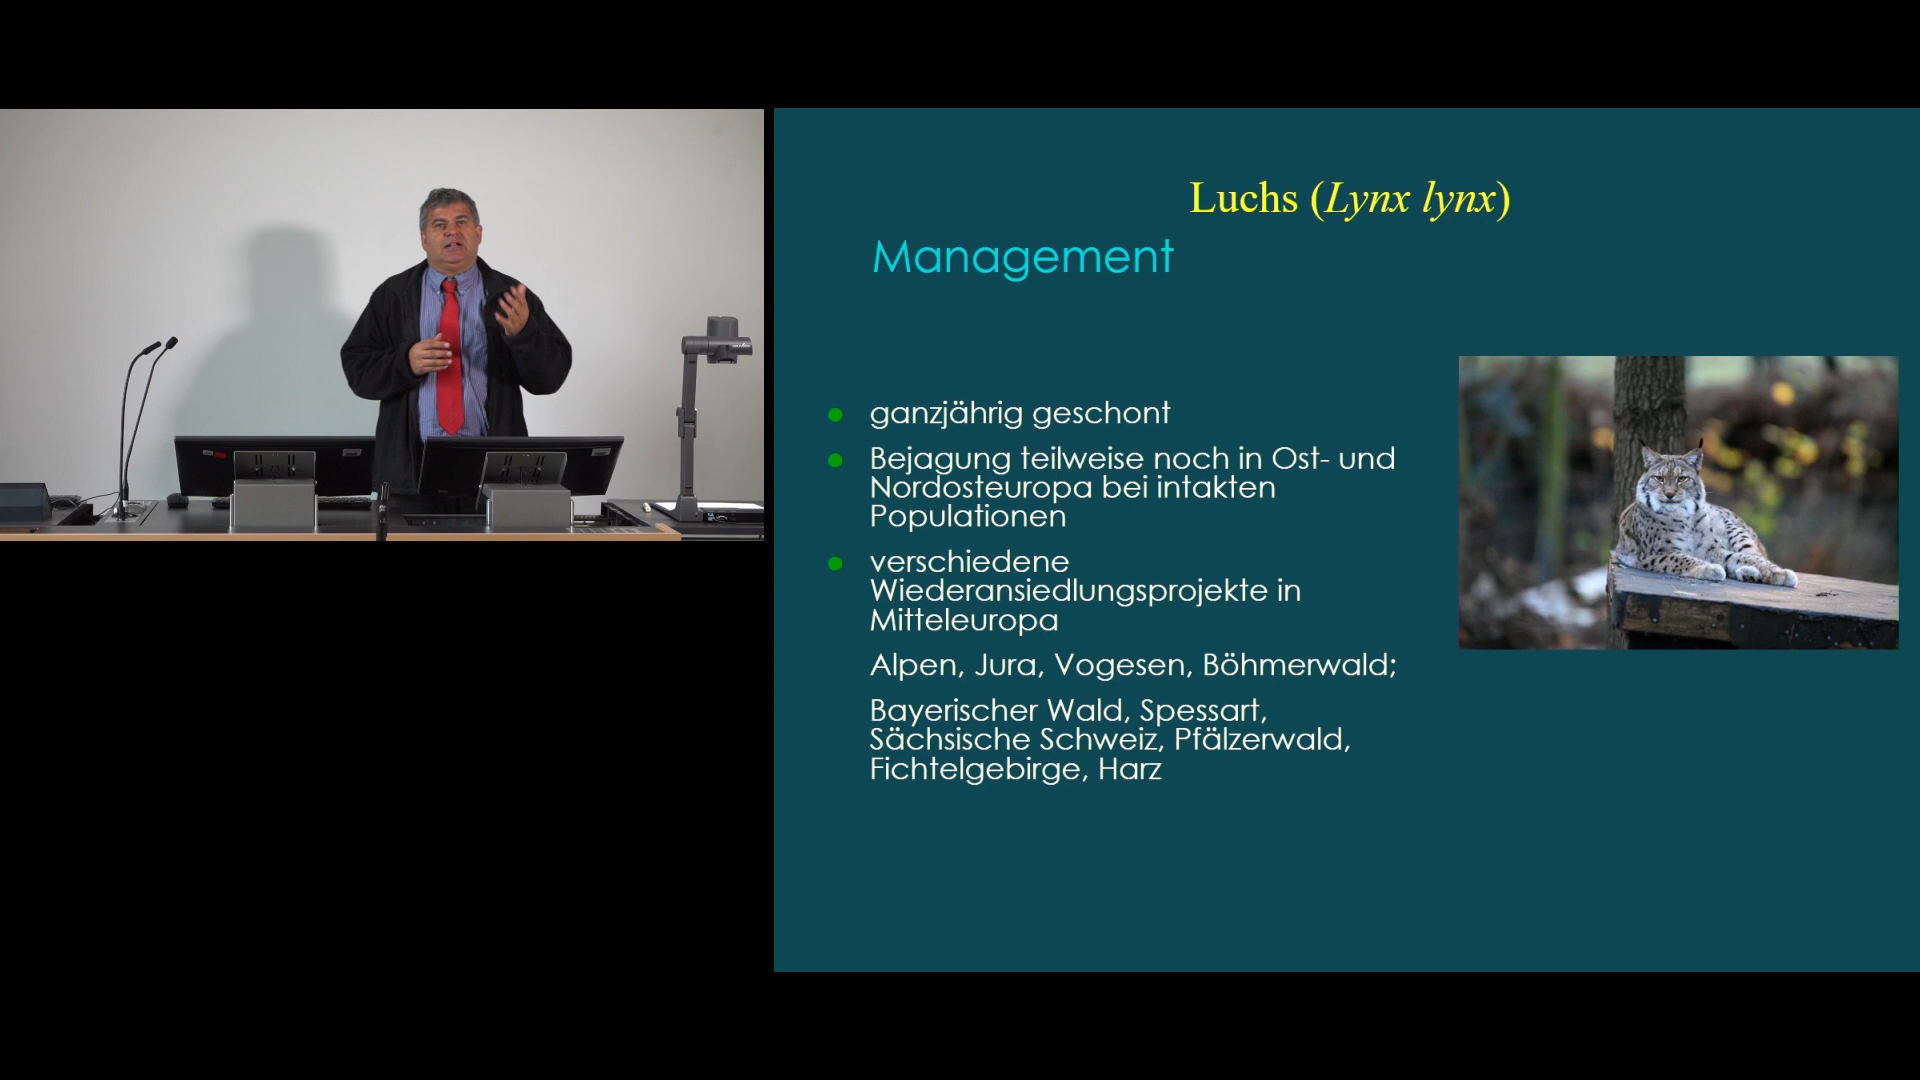 Luchs (Lynx lynx)
Management
ganzjährig geschont
Bejagung teilweise noch in Ost- und
Nordosteuropa bei intakten
Populationen
verschiedene
Wiederansiedlungsprojekte in
Mitteleuropa
Alpen, Jura, Vogesen, Böhmerwald;
Bayerischer Wald, Spessart,
Sächsische Schweiz, Pfälzerwald,
Fichtelgebirge, Harz